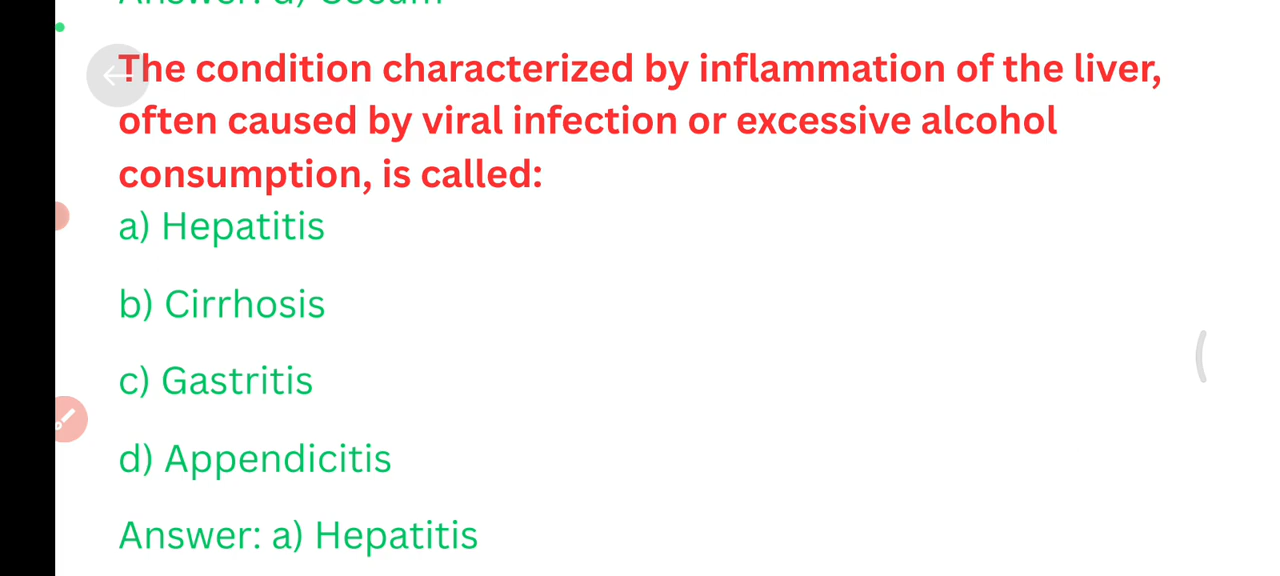 The condition characterized by inflammation of the liver,
often caused by viral infection or excessive alcohol
consumption, is called:
a) Hepatitis
b) Cirrhosis
c) Gastritis
d) Appendicitis
Answer: a) Hepatitis